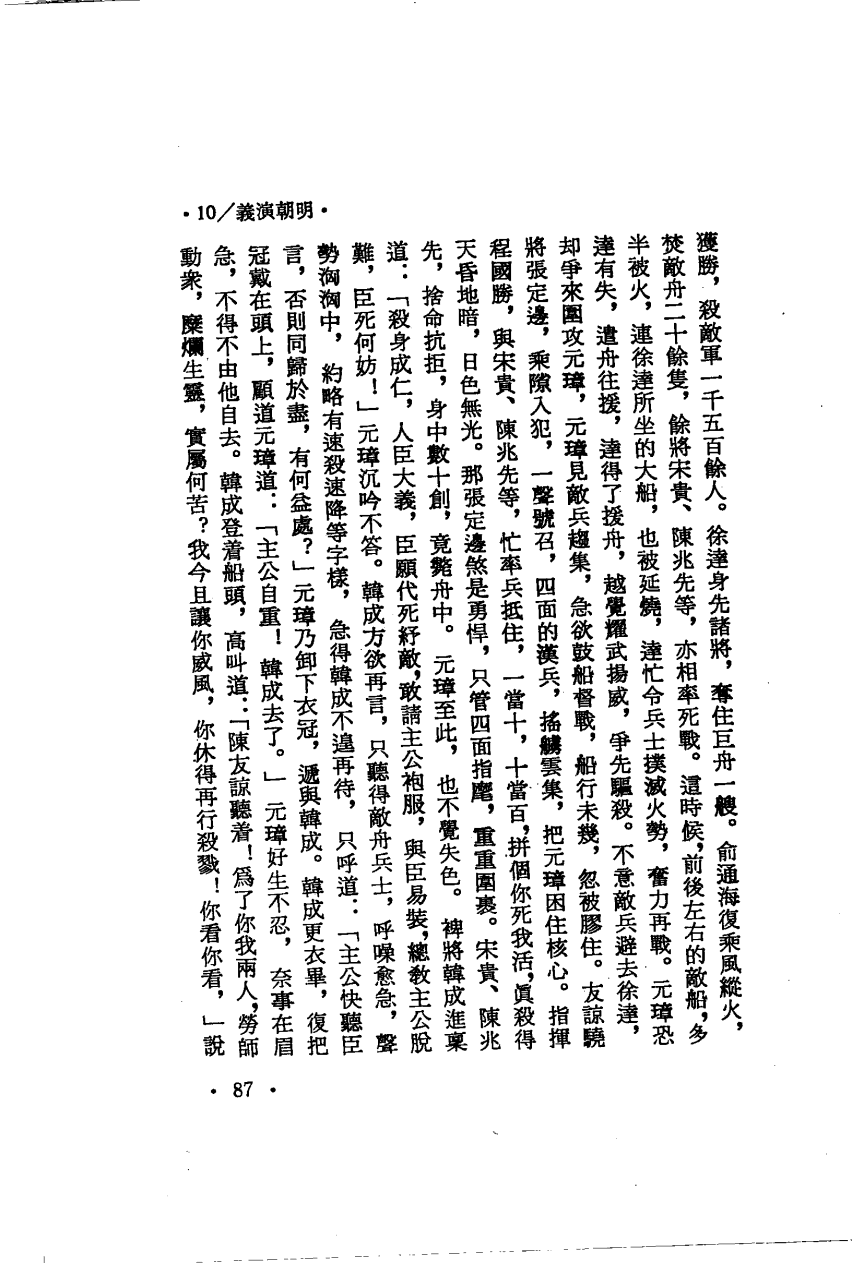 ·10/義演朝明·
獲勝，殺敵軍一千五百餘人。徐達身先諸將，奪住巨舟一艘。俞通海復乘風縱火，
焚敵舟二十餘隻，餘將宋貴、陳兆先等，亦相率死戰。這時候，前後左右的敵船，多
半被火，連徐達所坐的大船，也被延燒，達忙令兵士撲滅火勢，奮力再戰。元璋恐
達有失，遣舟往援，達得了援舟，越覺耀武揚威，爭先驅殺。不意敵兵避去徐達，
却爭來圍攻元璋，元璋見敵兵趨集，急欲鼓船督戰，船行未幾，忽被膠住。友諒驍
將張定邊，乘隙入犯，一聲號召，四面的漢兵，搖艣雲集，把元璋困住核心。指揮
程國勝，與宋貴、陳兆先等，忙率兵抵住，一當十，十當百，拼個你死我活，眞殺得
天昏地暗，日色無光。那張定邊煞是勇悍，只管四面指麾，重重圍裹。宋貴、陳兆
先，捨命抗拒，身中數十創，竟斃舟中。元璋至此，也不覺失色。裨將韓成進稟
道：「殺身成仁，人臣大義，臣願代死紓敵，敢請主公袍服，與臣易裝，總敎主公脫
難，臣死何妨！」元璋沉吟不答。韓成方欲再言，只聽得敵舟兵士，呼噪愈急，聲
勢洶洶中，約略有速殺速降等字樣，急得韓成不遑再待，只呼道：「主公快聽臣
言，否則同歸於盡，有何益處？」元璋乃卸下衣冠，遞與韓成。韓成更衣畢，復把
冠戴在頭上，顧道元璋道：「主公自重！韓成去了。」元璋好生不忍，奈事在眉
急，不得不由他自去。韓成登着船頭，高叫道：「陳友諒聽着！爲了你我兩人，勞師
動衆，糜爛生靈，實屬何苦？我今且讓你威風，你休得再行殺戮！你看你看，」說
·87·